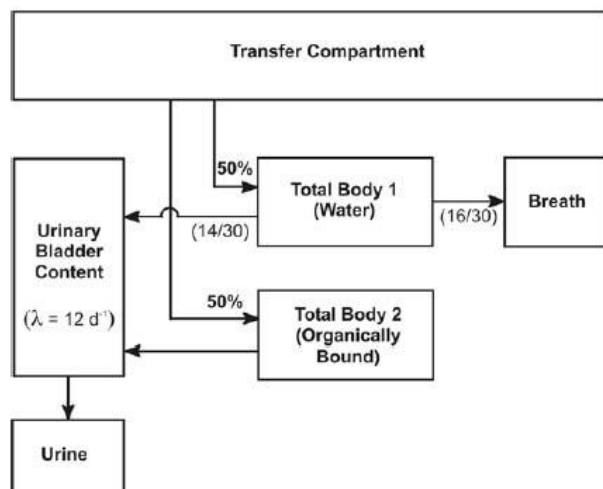 Transfer Compartment
50%
Total Body 1
(Water)
Breath
(14/30)
(16/30)
Urinary
Bladder
Content
(λ = 12 d⁻¹)
50%
Total Body 2
(Organically
Bound)
Urine